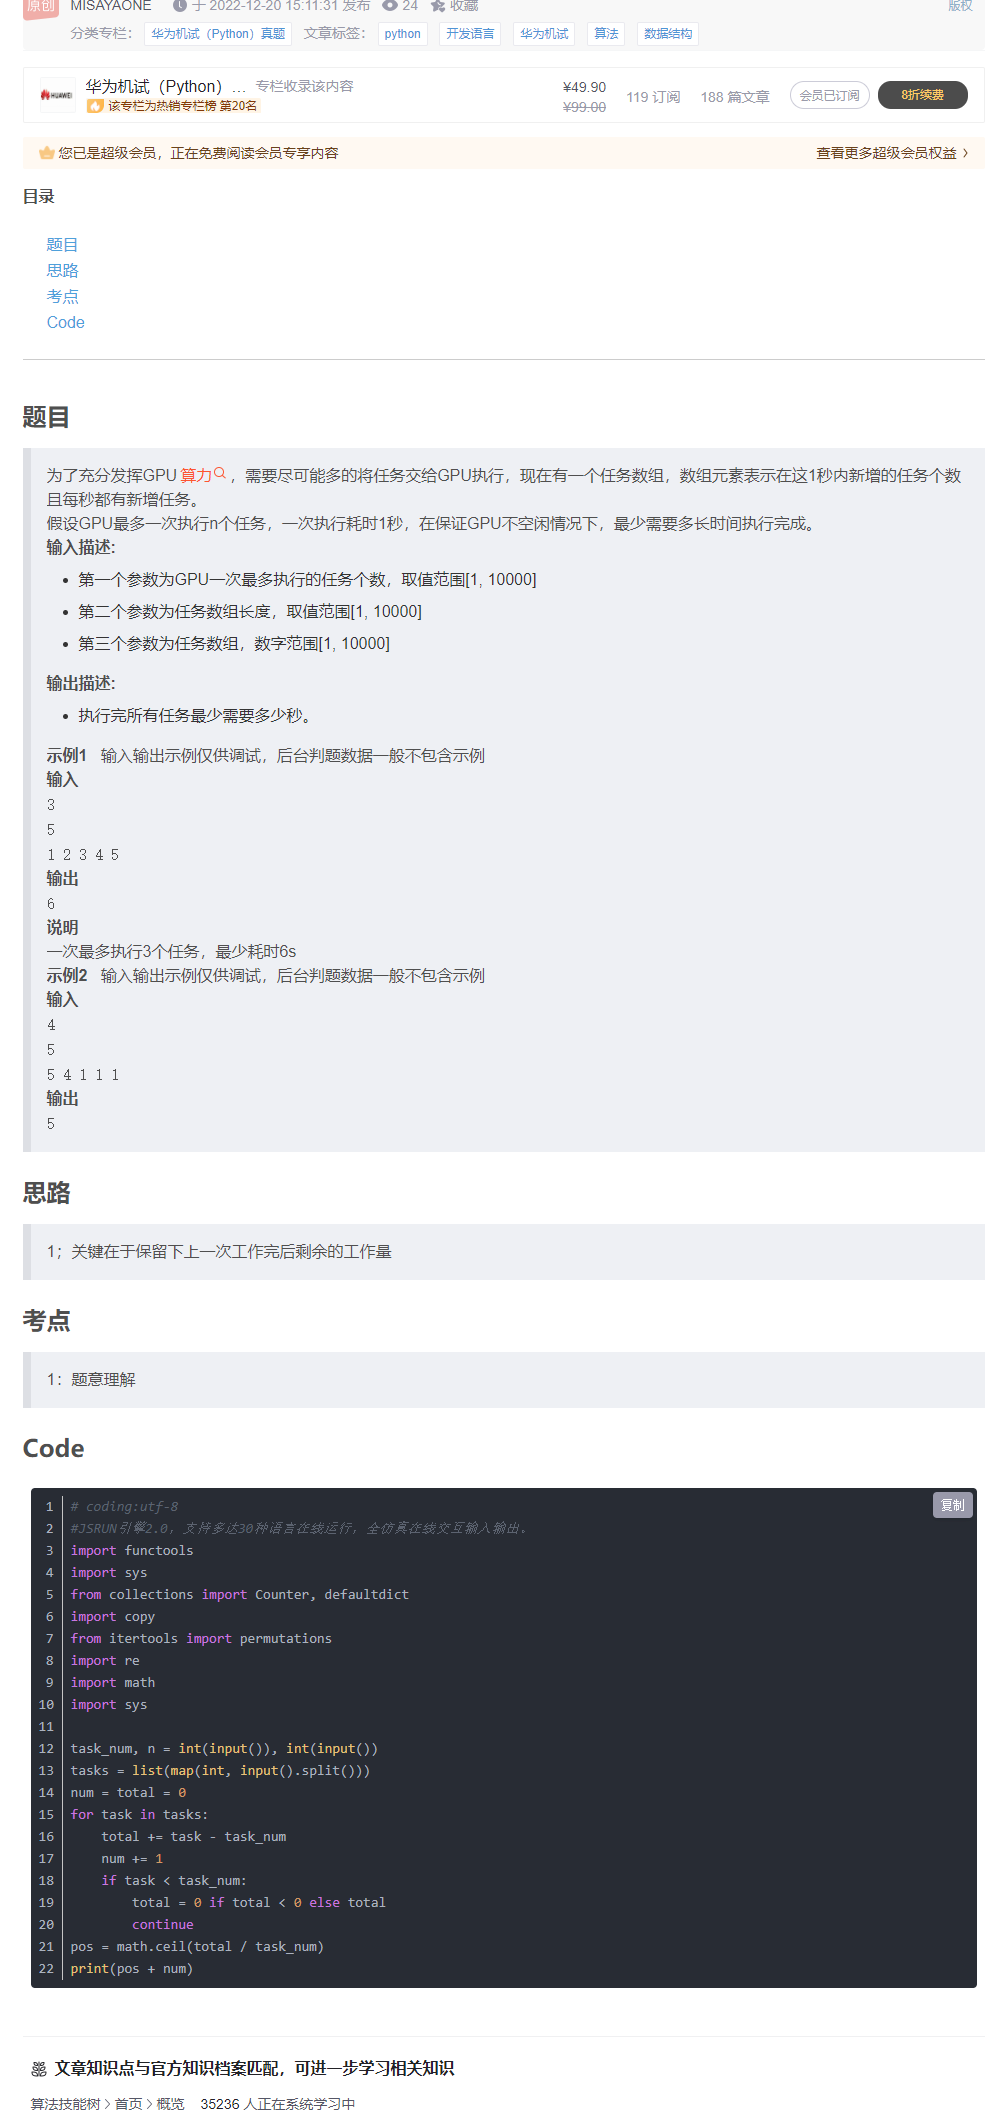 原创 MISAYAONE 于 2022-12-20 15:11:31 发布 24 收藏 版权
分类专栏： 华为机试（Python）真题 文章标签： python 开发语言 华为机试 算法 数据结构
HUAWEI 华为机试（Python）... 专栏收录该内容 ¥49.90 119 订阅 188 篇文章 会员已订阅 8折续费
该专栏为热销专栏榜 第20名 ¥99.00
您已是超级会员，正在免费阅读会员专享内容 查看更多超级会员权益
目录
题目
思路
考点
Code
题目
为了充分发挥GPU 算力，需要尽可能多的将任务交给GPU执行，现在有一个任务数组，数组元素表示在这1秒内新增的任务个数
且每秒都有新增任务。
假设GPU最多一次执行n个任务，一次执行耗时1秒，在保证GPU不空闲情况下，最少需要多长时间执行完成。
输入描述:
• 第一个参数为GPU一次最多执行的任务个数，取值范围[1, 10000]
• 第二个参数为任务数组长度，取值范围[1, 10000]
• 第三个参数为任务数组，数字范围[1, 10000]
输出描述:
• 执行完所有任务最少需要多少秒。
示例1 输入输出示例仅供调试，后台判题数据一般不包含示例
输入
3
5
1 2 3 4 5
输出
6
说明
一次最多执行3个任务，最少耗时6s
示例2 输入输出示例仅供调试，后台判题数据一般不包含示例
输入
4
5
5 4 1 1 1
输出
5
思路
1；关键在于保留下上一次工作完后剩余的工作量
考点
1：题意理解
Code
复制
1 # coding:utf-8
2 #JSRUN引擎2.0，支持多达30种语言在线运行，全仿真在线交互输入输出。
3 import functools
4 import sys
5 from collections import Counter, defaultdict
6 import copy
7 from itertools import permutations
8 import re
9 import math
10 import sys
11
12 task_num, n = int(input()), int(input())
13 tasks = list(map(int, input().split()))
14 num = total = 0
15 for task in tasks:
16     total += task - task_num
17     num += 1
18     if task < task_num:
19         total = 0 if total < 0 else total
20         continue
21 pos = math.ceil(total / task_num)
22 print(pos + num)
文章知识点与官方知识档案匹配，可进一步学习相关知识
算法技能树 > 首页 > 概览 35236 人正在系统学习中